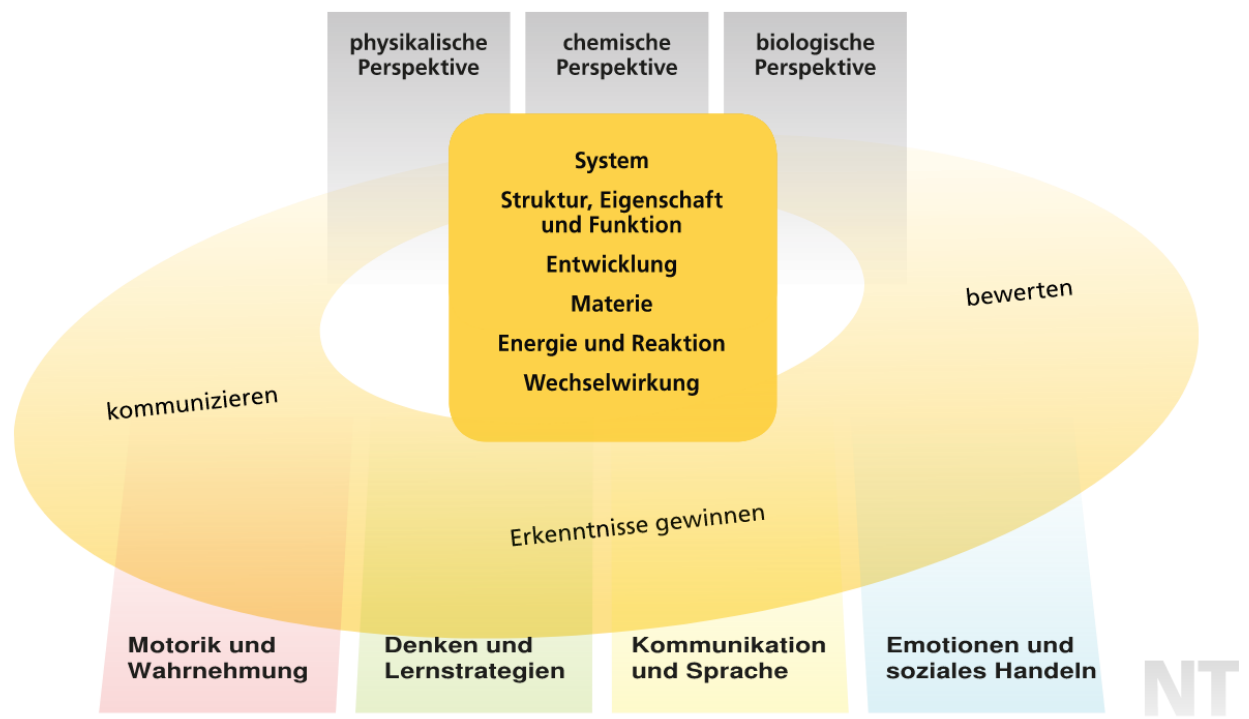 physikalische
Perspektive
chemische
Perspektive
biologische
Perspektive
System
Struktur, Eigenschaft
und Funktion
Entwicklung
Materie
Energie und Reaktion
Wechselwirkung
bewerten
kommunizieren
Erkenntnisse gewinnen
Motorik und
Wahrnehmung
Denken und
Lernstrategien
Kommunikation
und Sprache
Emotionen und
soziales Handeln
NT